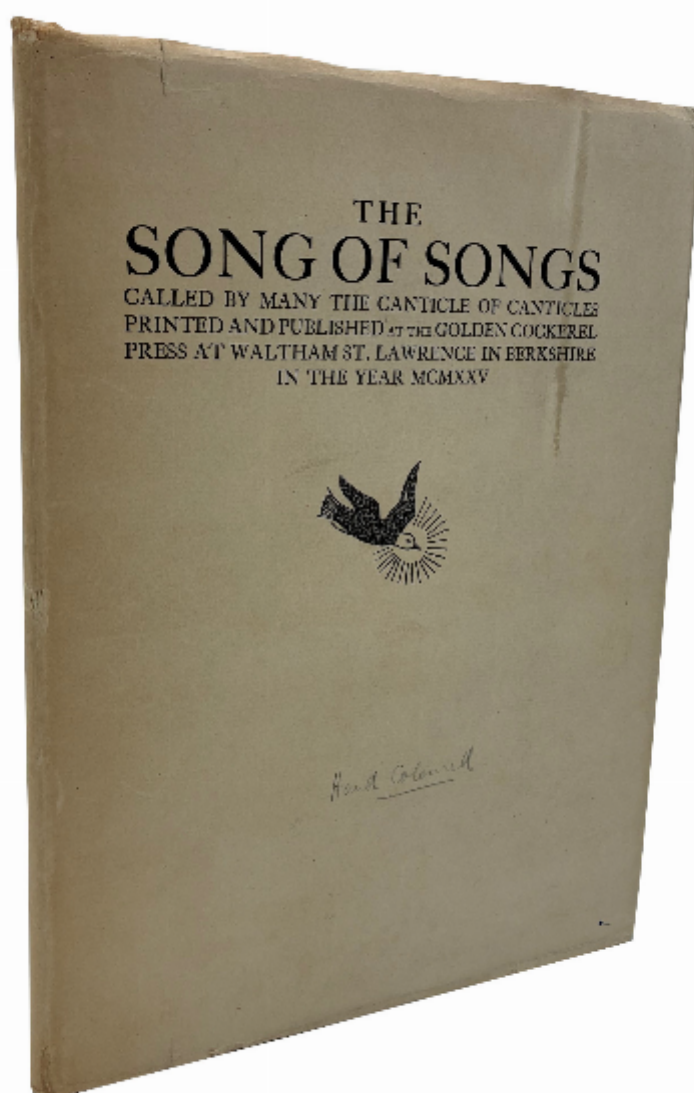 THE
SONG OF SONGS
CALLED BY MANY THE CANTICLE OF CANTICLES
PRINTED AND PUBLISHED AT THE GOLDEN COCKEREL
PRESS AT WALTHAM ST. LAWRENCE IN BERKSHIRE
IN THE YEAR MCMXXV
Hand Coloured